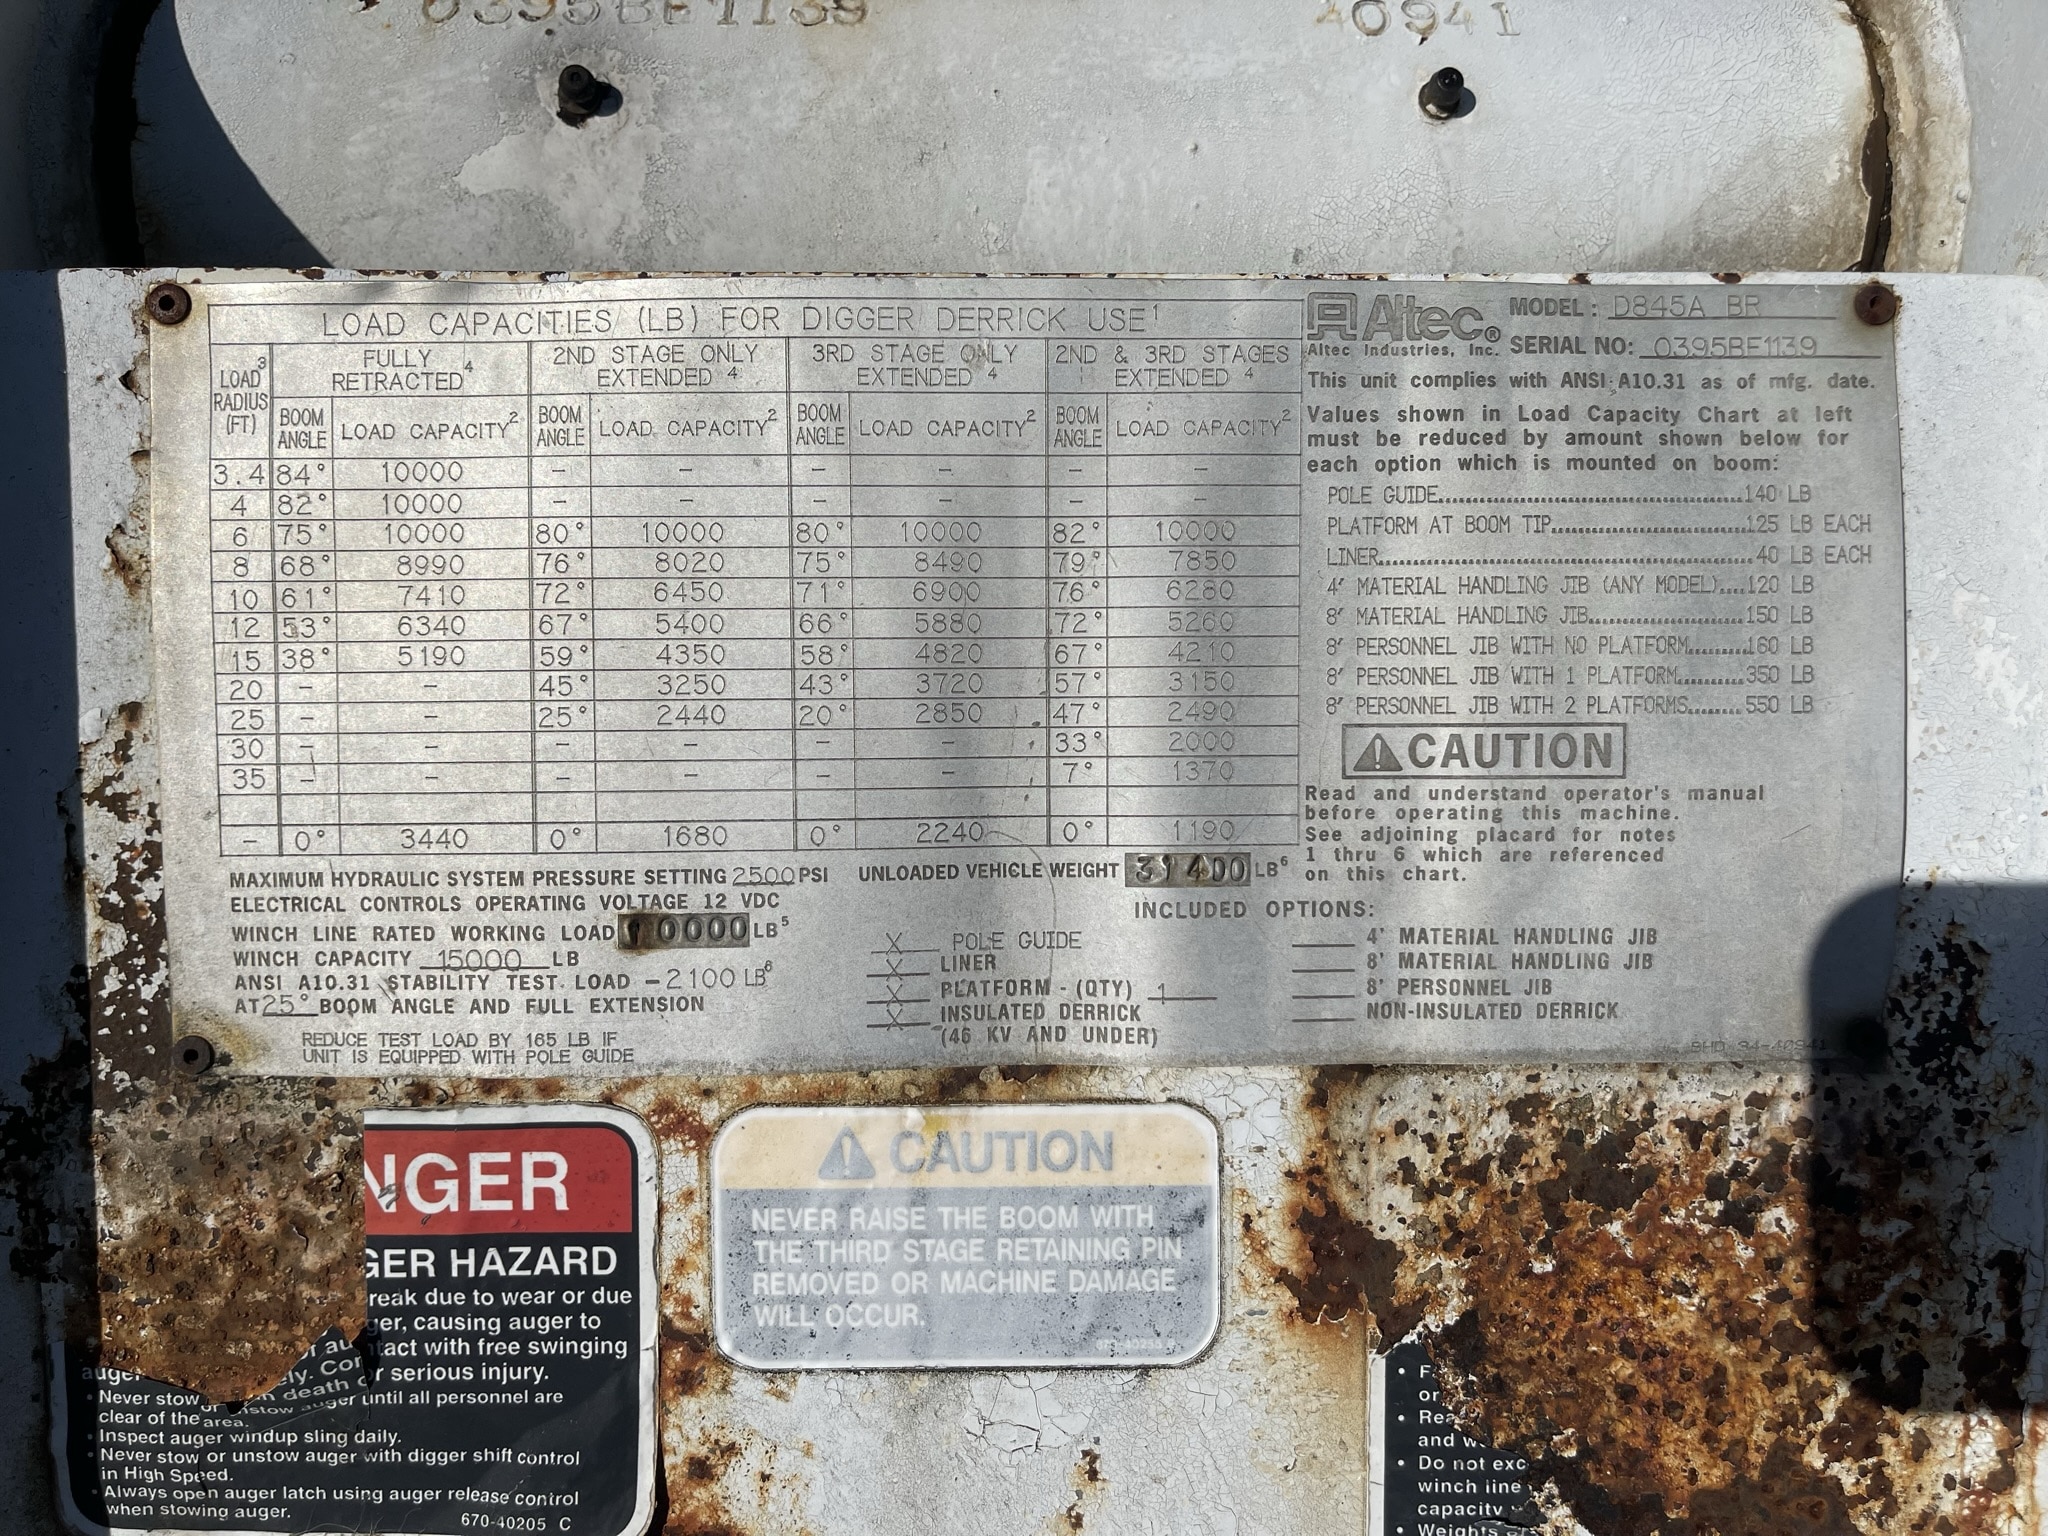 0395BF1139 40941
LOAD CAPACITIES (LB) FOR DIGGER DERRICK USE1
LOAD3 RADIUS (FT) FULLY RETRACTED4 2ND STAGE ONLY EXTENDED 4 3RD STAGE ONLY EXTENDED 4 2ND & 3RD STAGES EXTENDED 4
BOOM ANGLE LOAD CAPACITY2 BOOM ANGLE LOAD CAPACITY2 BOOM ANGLE LOAD CAPACITY2 BOOM ANGLE LOAD CAPACITY2
3.4 84° 10000 - - - - - -
4 82° 10000 - - - - - -
6 75° 10000 80° 10000 80° 10000 82° 10000
8 68° 8990 76° 8020 75° 8490 79° 7850
10 61° 7410 72° 6450 71° 6900 76° 6280
12 53° 6340 67° 5400 66° 5880 72° 5260
15 38° 5190 59° 4350 58° 4820 67° 4210
20 - - 45° 3250 43° 3720 57° 3150
25 - - 25° 2440 20° 2850 47° 2490
30 - - - - - - 33° 2000
35 - - - - - - 7° 1370
- 0° 3440 0° 1680 0° 2240 0° 1190
MAXIMUM HYDRAULIC SYSTEM PRESSURE SETTING 2500 PSI
ELECTRICAL CONTROLS OPERATING VOLTAGE 12 VDC
WINCH LINE RATED WORKING LOAD 10000 LB5
WINCH CAPACITY 15000 LB
ANSI A10.31 STABILITY TEST LOAD - 2100 LB6
AT 25° BOOM ANGLE AND FULL EXTENSION
REDUCE TEST LOAD BY 165 LB IF
UNIT IS EQUIPPED WITH POLE GUIDE
UNLOADED VEHICLE WEIGHT 31400 LB6
INCLUDED OPTIONS:
X POLE GUIDE
X LINER
X PLATFORM - (QTY) 1
X INSULATED DERRICK
(46 KV AND UNDER)
4' MATERIAL HANDLING JIB
8' MATERIAL HANDLING JIB
8' PERSONNEL JIB
NON-INSULATED DERRICK
Altec®
Altec Industries, Inc.
MODEL: D845A BR
SERIAL NO: 0395BF1139
This unit complies with ANSI A10.31 as of mfg. date.
Values shown in Load Capacity Chart at left
must be reduced by amount shown below for
each option which is mounted on boom:
POLE GUIDE................140 LB
PLATFORM AT BOOM TIP................125 LB EACH
LINER................40 LB EACH
4' MATERIAL HANDLING JIB (ANY MODEL)....120 LB
8' MATERIAL HANDLING JIB................150 LB
8' PERSONNEL JIB WITH NO PLATFORM.........160 LB
8' PERSONNEL JIB WITH 1 PLATFORM..........350 LB
8' PERSONNEL JIB WITH 2 PLATFORMS........550 LB
CAUTION
Read and understand operator's manual
before operating this machine.
See adjoining placard for notes
1 thru 6 which are referenced
on this chart.
NGER
GER HAZARD
reak due to wear or due
ger, causing auger to
tact with free swinging
auger ly. Con r serious injury.
death
• Never stow or unstow auger until all personnel are
clear of the area.
• Inspect auger windup sling daily.
• Never stow or unstow auger with digger shift control
in High Speed.
• Always open auger latch using auger release control
when stowing auger.
670-40205 C
CAUTION
NEVER RAISE THE BOOM WITH
THE THIRD STAGE RETAINING PIN
REMOVED OR MACHINE DAMAGE
WILL OCCUR.
or
• Rea
and
• Do not exc
winch line
capacity
• Weights